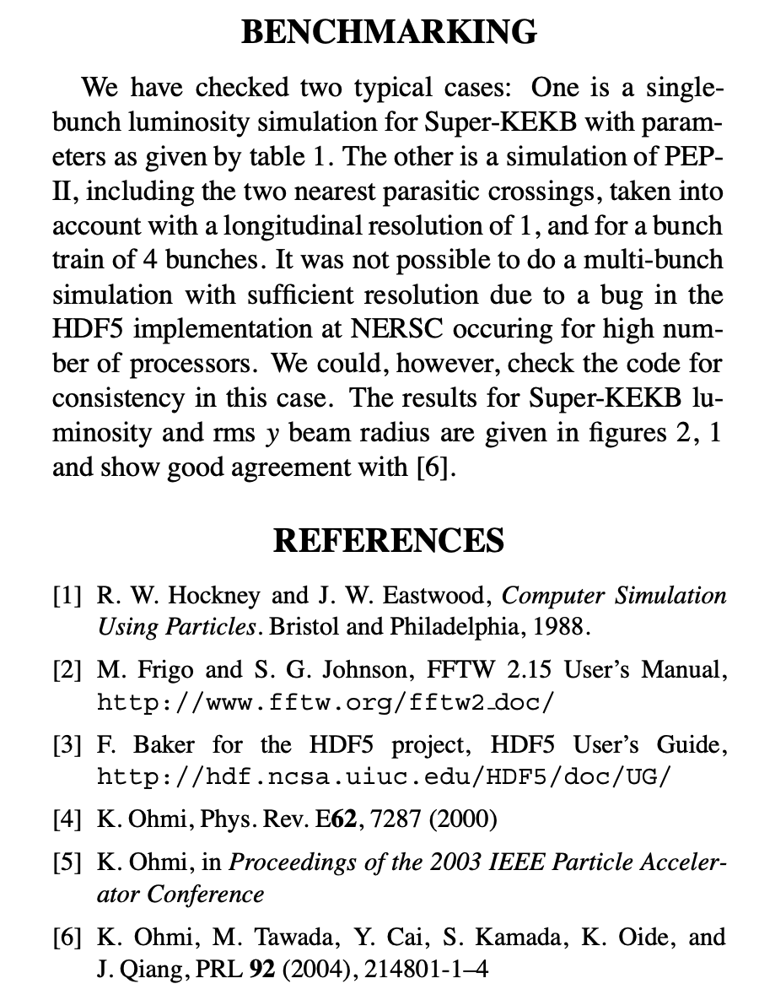 BENCHMARKING
We have checked two typical cases: One is a single-
bunch luminosity simulation for Super-KEKB with param-
eters as given by table 1. The other is a simulation of PEP-
II, including the two nearest parasitic crossings, taken into
account with a longitudinal resolution of 1, and for a bunch
train of 4 bunches. It was not possible to do a multi-bunch
simulation with sufficient resolution due to a bug in the
HDF5 implementation at NERSC occuring for high num-
ber of processors. We could, however, check the code for
consistency in this case. The results for Super-KEKB lu-
minosity and rms y beam radius are given in figures 2, 1
and show good agreement with [6].
REFERENCES
[1] R. W. Hockney and J. W. Eastwood, Computer Simulation
Using Particles. Bristol and Philadelphia, 1988.
[2] M. Frigo and S. G. Johnson, FFTW 2.15 User's Manual,
http://www.fftw.org/fftw2_doc/
[3] F. Baker for the HDF5 project, HDF5 User's Guide,
http://hdf.ncsa.uiuc.edu/HDF5/doc/UG/
[4] K. Ohmi, Phys. Rev. E62, 7287 (2000)
[5] K. Ohmi, in Proceedings of the 2003 IEEE Particle Acceler-
ator Conference
[6] K. Ohmi, M. Tawada, Y. Cai, S. Kamada, K. Oide, and
J. Qiang, PRL 92 (2004), 214801-1–4